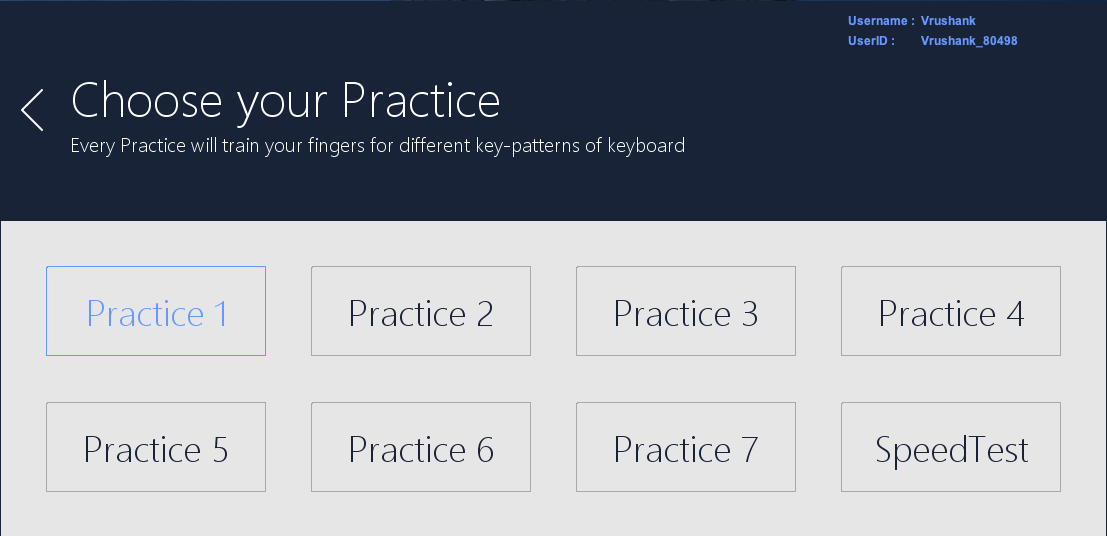 Username : Vrushank
UserID : Vrushank_80498
Choose your Practice
Every Practice will train your fingers for different key-patterns of keyboard
Practice 1 Practice 2 Practice 3 Practice 4
Practice 5 Practice 6 Practice 7 SpeedTest